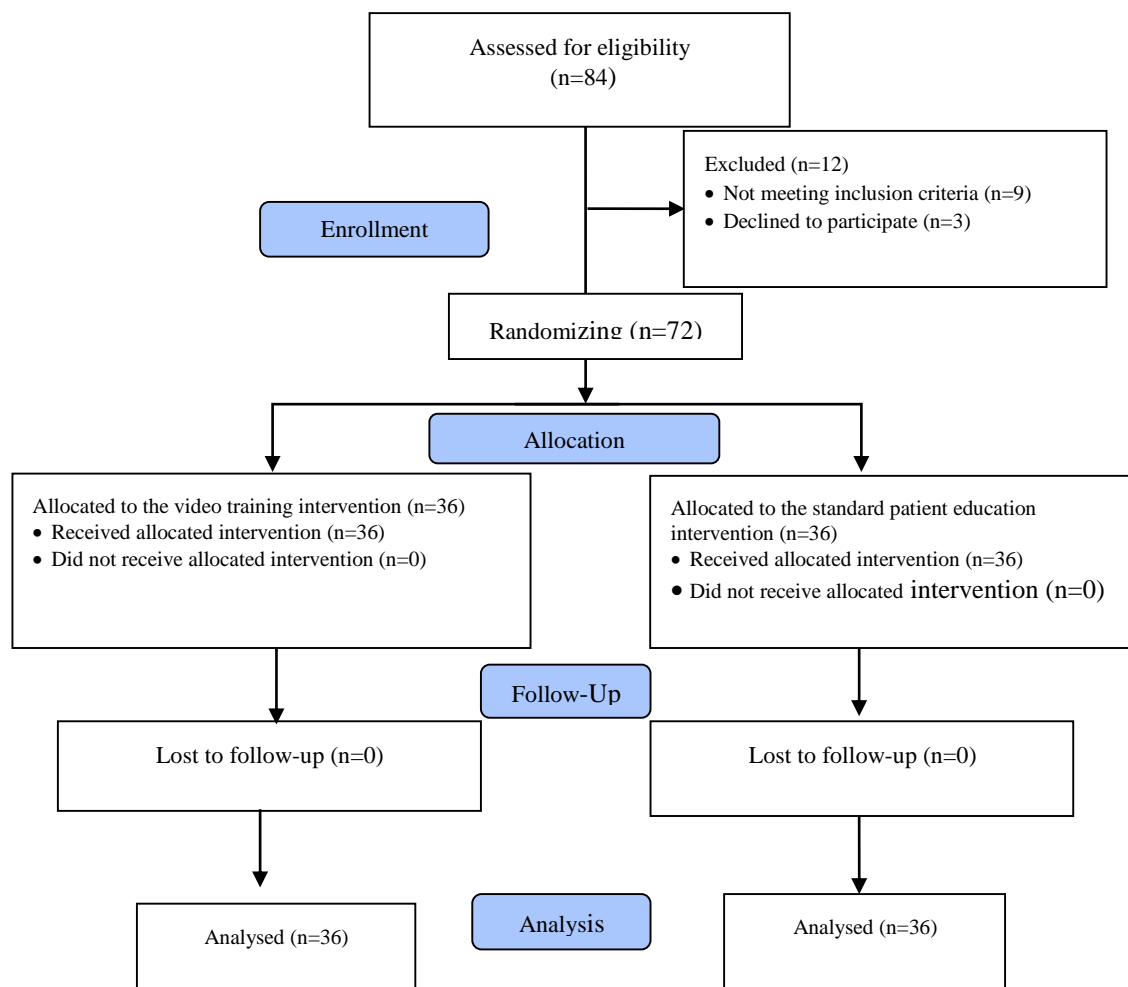 Assessed for eligibility
(n=84)
Excluded (n=12)
• Not meeting inclusion criteria (n=9)
• Declined to participate (n=3)
Enrollment
Randomizing (n=72)
Allocation
Allocated to the video training intervention (n=36)
• Received allocated intervention (n=36)
• Did not receive allocated intervention (n=0)
Allocated to the standard patient education
intervention (n=36)
• Received allocated intervention (n=36)
• Did not receive allocated intervention (n=0)
Follow-Up
Lost to follow-up (n=0)
Lost to follow-up (n=0)
Analysis
Analysed (n=36)
Analysed (n=36)